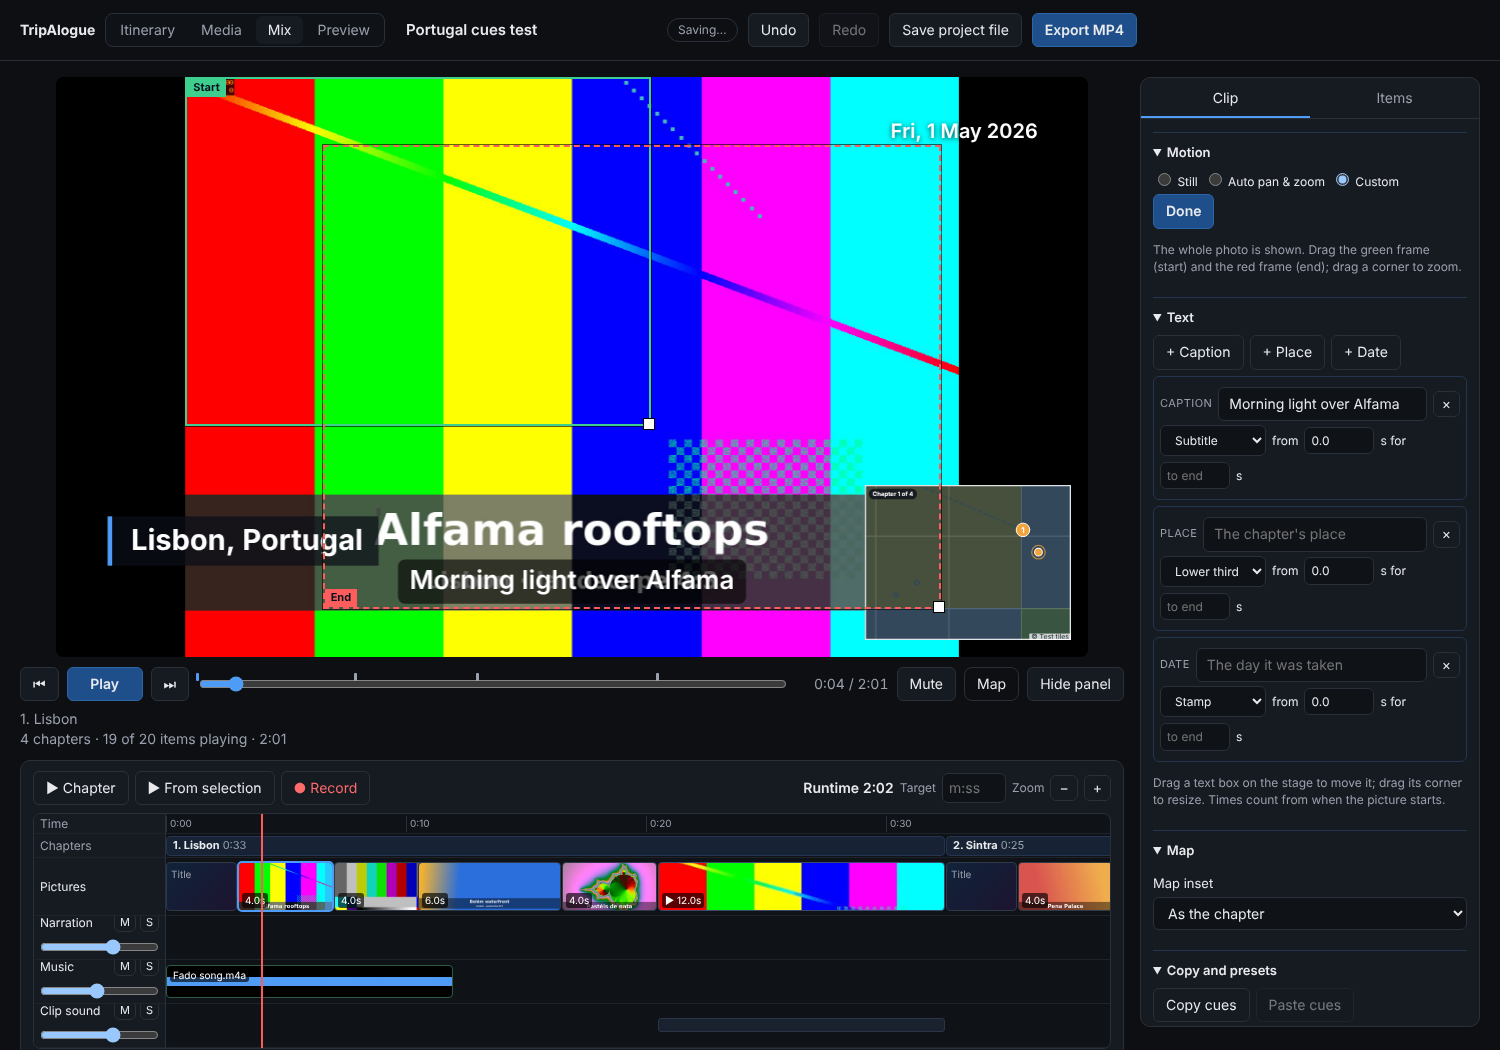 TripAlogue
Itinerary
Media
Mix
Preview
Portugal cues test
Saving...
Undo
Redo
Save project file
Export MP4
Start
Fri, 1 May 2026
Alfama rooftops
Lisbon, Portugal
Morning light over Alfama
End
Chapter 1 of 4
1
© Test tiles
Play
0:04 / 2:01
Mute
Map
Hide panel
1. Lisbon
4 chapters · 19 of 20 items playing · 2:01
Chapter
From selection
Record
Runtime 2:02
Target
m:ss
Zoom
−
+
Time
0:00
0:10
0:20
0:30
Chapters
1. Lisbon 0:33
2. Sintra 0:25
Pictures
Title
4.0s
4.0s
6.0s
Belém waterfront
4.0s
12.0s
Title
4.0s
Pena Palace
Narration
M
S
Music
M
S
Fado song.m4a
Clip sound
M
S
Clip
Items
Motion
Still
Auto pan & zoom
Custom
Done
The whole photo is shown. Drag the green frame
(start) and the red frame (end); drag a corner to zoom.
Text
+ Caption
+ Place
+ Date
CAPTION
Morning light over Alfama
×
Subtitle
from
0.0
s for
to end
s
PLACE
The chapter's place
×
Lower third
from
0.0
s for
to end
s
DATE
The day it was taken
×
Stamp
from
0.0
s for
to end
s
Drag a text box on the stage to move it; drag its corner
to resize. Times count from when the picture starts.
Map
Map inset
As the chapter
Copy and presets
Copy cues
Paste cues